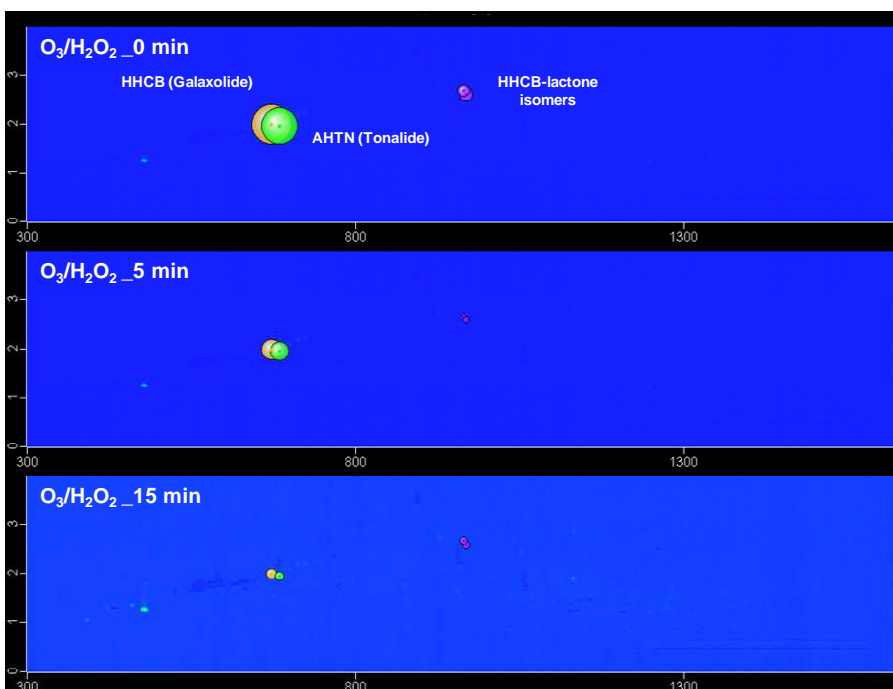 O₃/H₂O₂ _0 min
HHCB (Galaxolide)
HHCB-lactone
isomers
AHTN (Tonalide)
3
2
1
0
300 800 1300
O₃/H₂O₂ _5 min
3
2
1
0
300 800 1300
O₃/H₂O₂ _15 min
3
2
1
0
300 800 1300